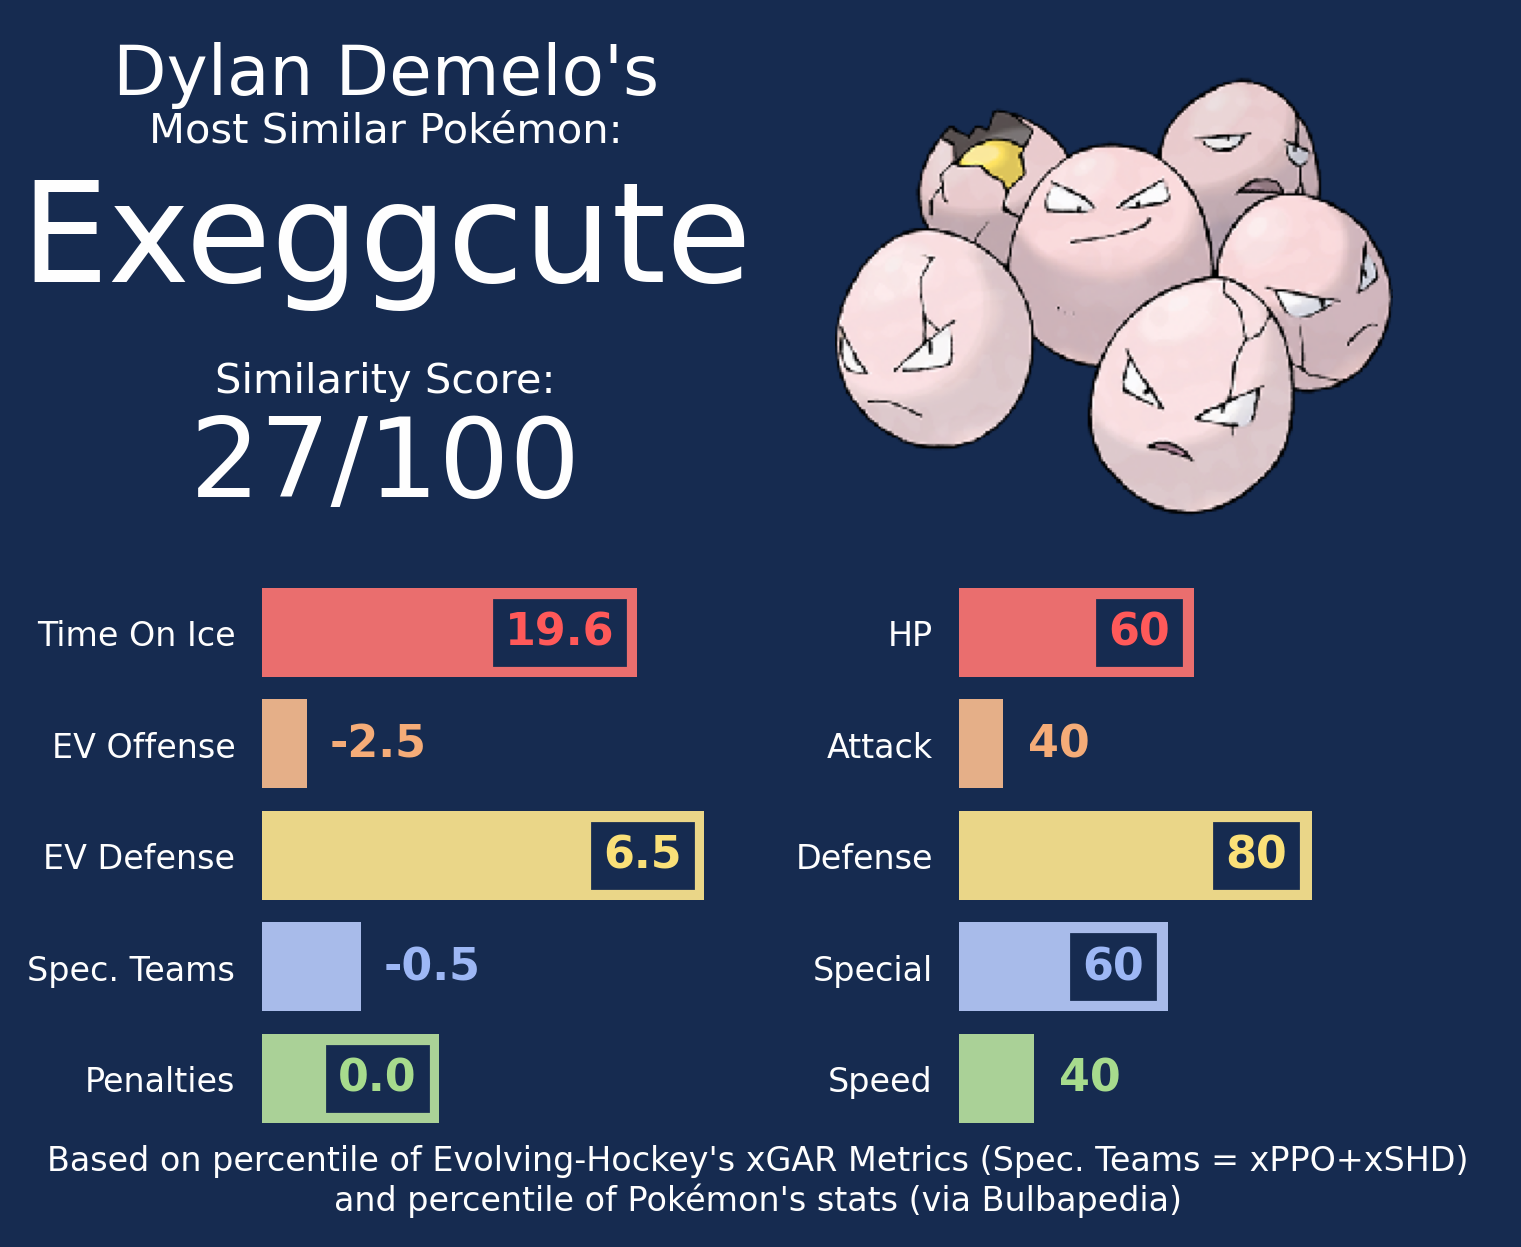 Dylan Demelo's
Most Similar Pokémon:
Exeggcute
Similarity Score:
27/100
Time On Ice 19.6
EV Offense -2.5
EV Defense 6.5
Spec. Teams -0.5
Penalties 0.0
HP 60
Attack 40
Defense 80
Special 60
Speed 40
Based on percentile of Evolving-Hockey's xGAR Metrics (Spec. Teams = xPPO+xSHD)
and percentile of Pokémon's stats (via Bulbapedia)